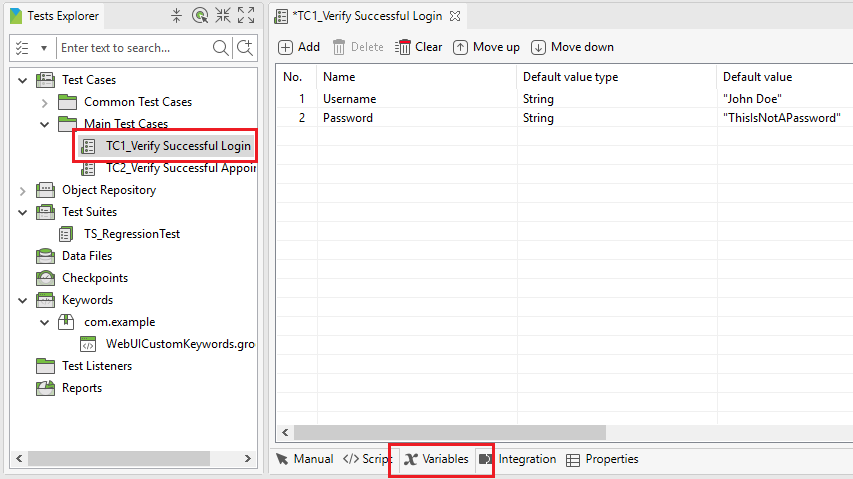 Tests Explorer
Enter text to search...
Test Cases
Common Test Cases
Main Test Cases
TC1_Verify Successful Login
TC2_Verify Successful Appoi
Object Repository
Test Suites
TS_RegressionTest
Data Files
Checkpoints
Keywords
com.example
WebUICustomKeywords.gro
Test Listeners
Reports
*TC1_Verify Successful Login
Add Delete Clear Move up Move down
No. Name Default value type Default value
1 Username String "John Doe"
2 Password String "ThisIsNotAPassword"
Manual </> Script Variables Integration Properties